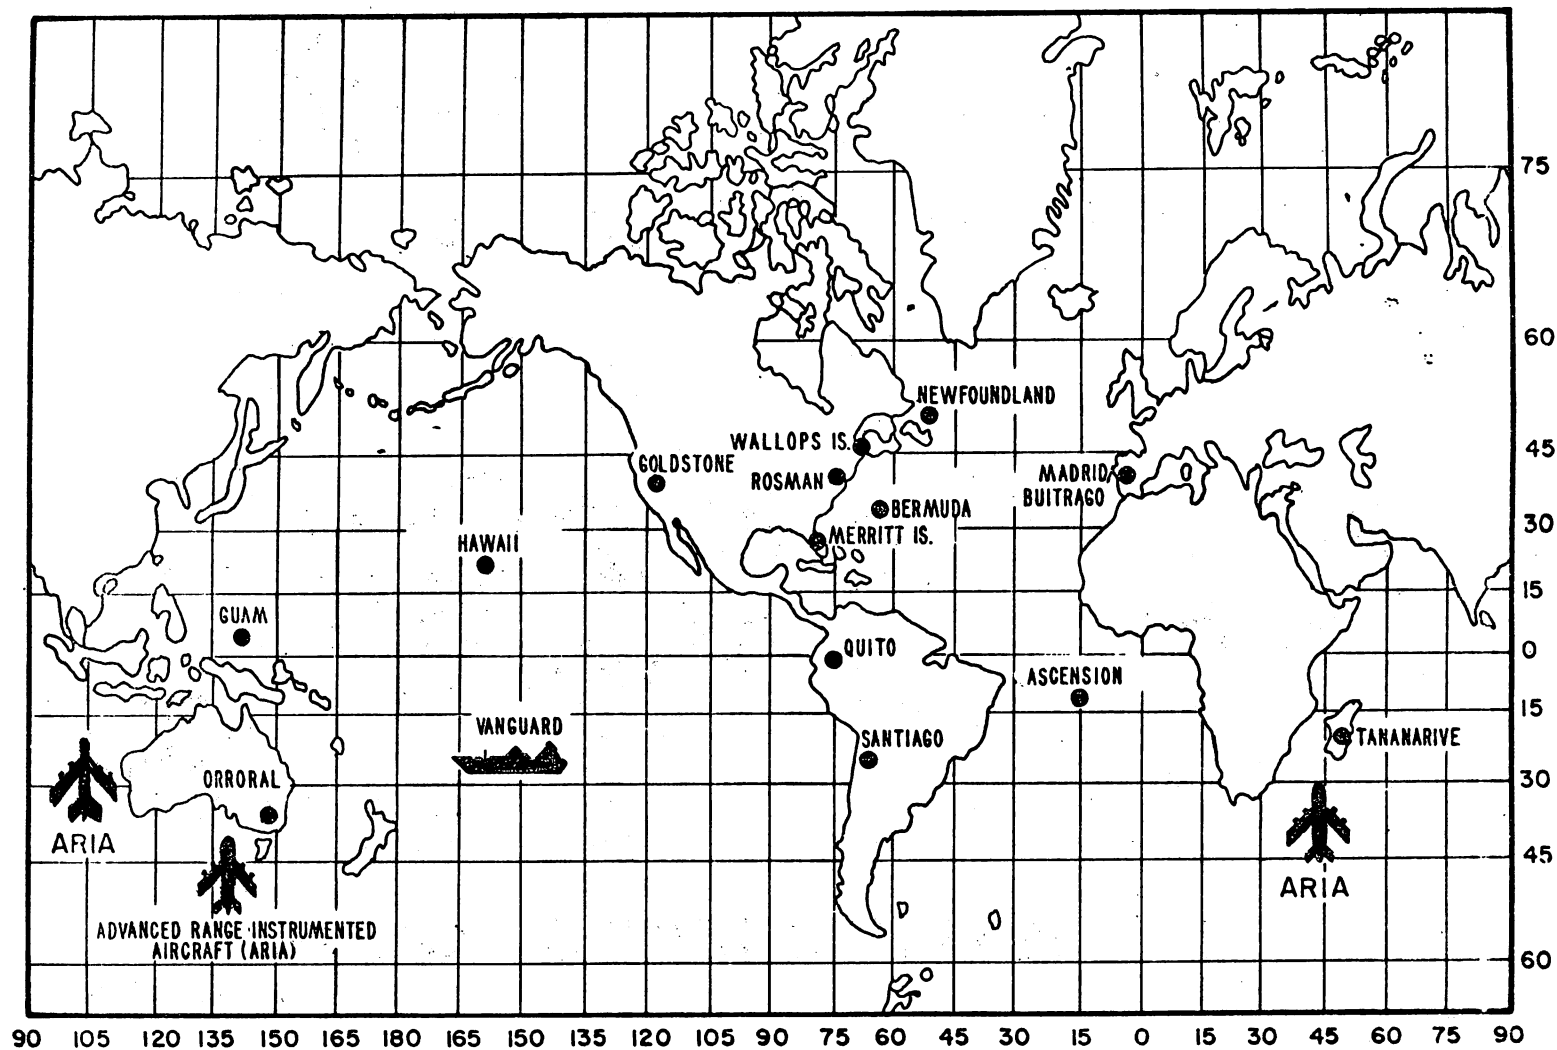 75
60
NEWFOUNDLAND
WALLOPS IS.
45
GOLDSTONE
ROSMAN
MADRID
BUITRAGO
BERMUDA
30
MERRITT IS.
HAWAII
15
GUAM
QUITO
0
ASCENSION
15
VANGUARD
SANTIAGO
TANANARIVE
ORRORAL
30
ARIA
45
ARIA
ADVANCED RANGE INSTRUMENTED
AIRCRAFT (ARIA)
60
90 105 120 135 150 165 180 165 150 135 120 105 90 75 60 45 30 15 0 15 30 45 60 75 90